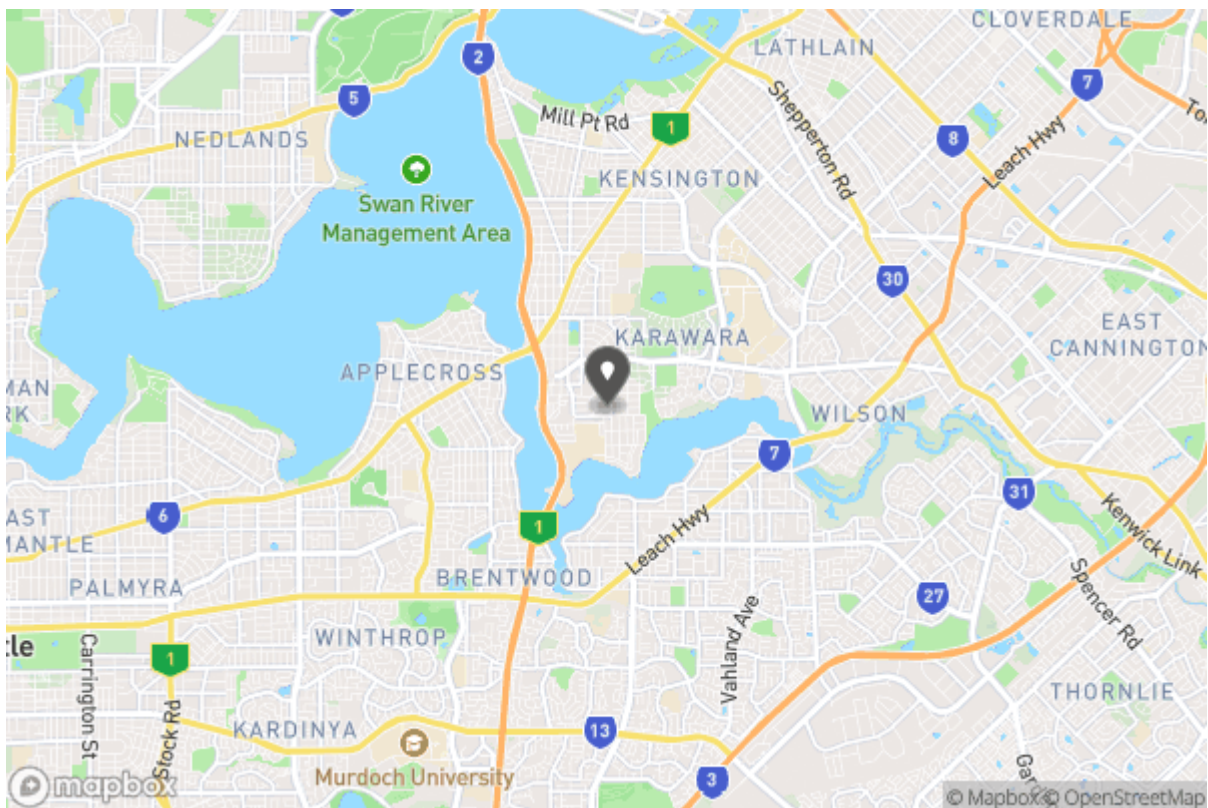 CLOVERDALE
LATHLAIN
2
5
7
Mill Pt Rd
1
8
NEDLANDS
Shepperton Rd
Leach Hwy
KENSINGTON
Swan River
Management Area
30
KARAWARA
EAST
CANNINGTON
APPLECROSS
WILSON
7
31
6
1
Leach Hwy
Kenwick Link
PALMYRA
BRENTWOOD
27
Spencer Rd
WINTHROP
Vahland Ave
1
Carrington St
Stock Rd
KARDINYA
13
THORNLIE
Murdoch University
3
mapbox
© Mapbox © OpenStreetMap